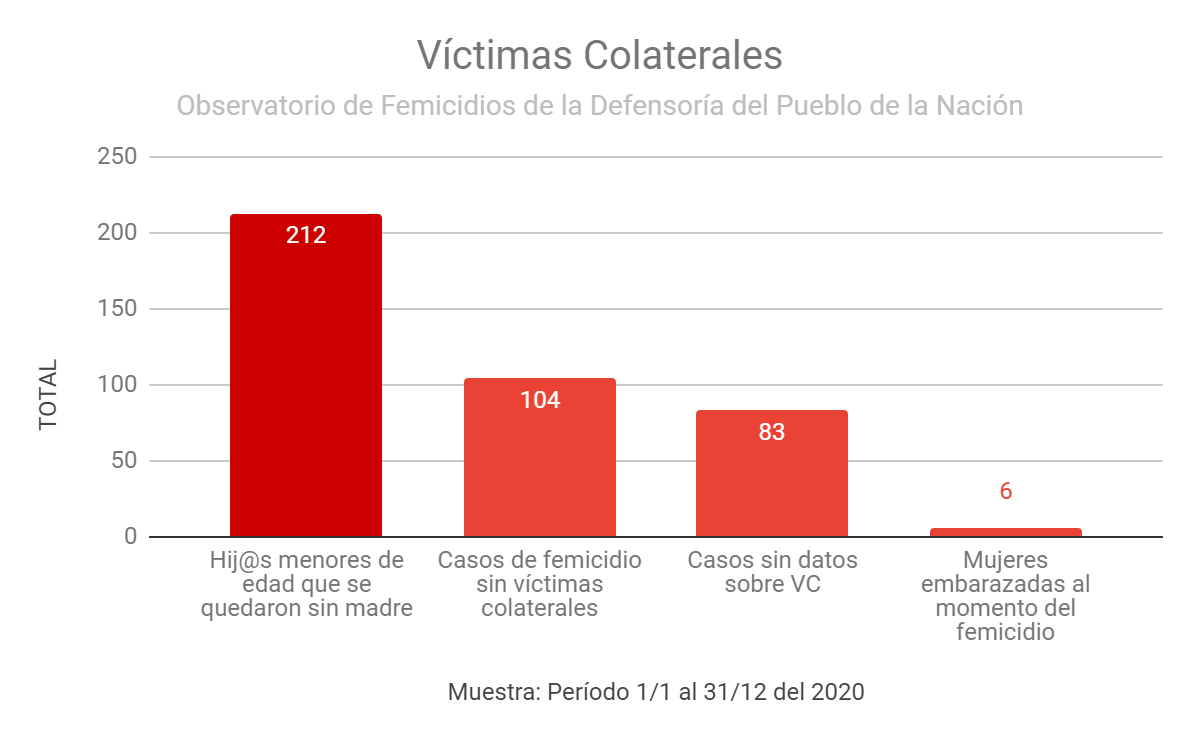 Víctimas Colaterales
Observatorio de Femicidios de la Defensoría del Pueblo de la Nación
250
200
150
100
50
0
TOTAL
212
104
83
6
Hij@s menores de
edad que se
quedaron sin madre
Casos de femicidio
sin víctimas
colaterales
Casos sin datos
sobre VC
Mujeres
embarazadas al
momento del
femicidio
Muestra: Período 1/1 al 31/12 del 2020